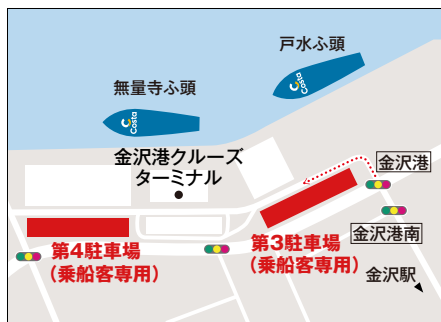 戸水ふ頭
Costa
無量寺ふ頭
Costa
金沢港クルーズ
ターミナル
金沢港
第3駐車場
(乗船客専用)
金沢港南
第4駐車場
(乗船客専用)
金沢駅